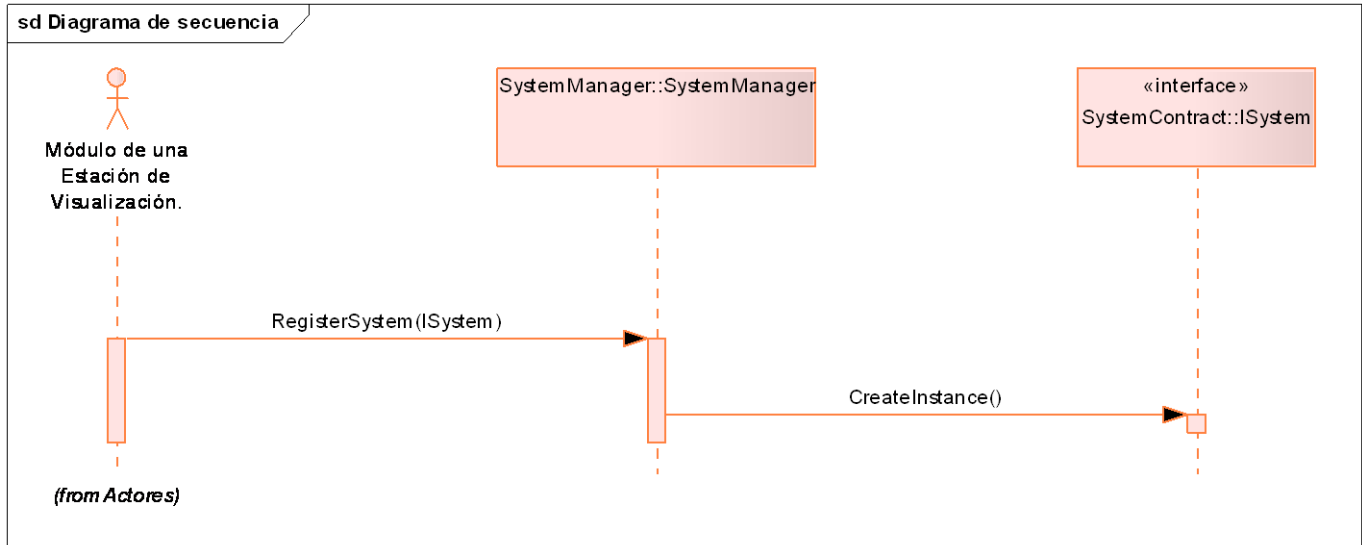 sd Diagrama de secuencia
SystemManager::SystemManager
«interface»
SystemContract::ISystem
Módulo de una
Estación de
Visualización.
RegisterSystem(ISystem)
CreateInstance()
(from Actores)